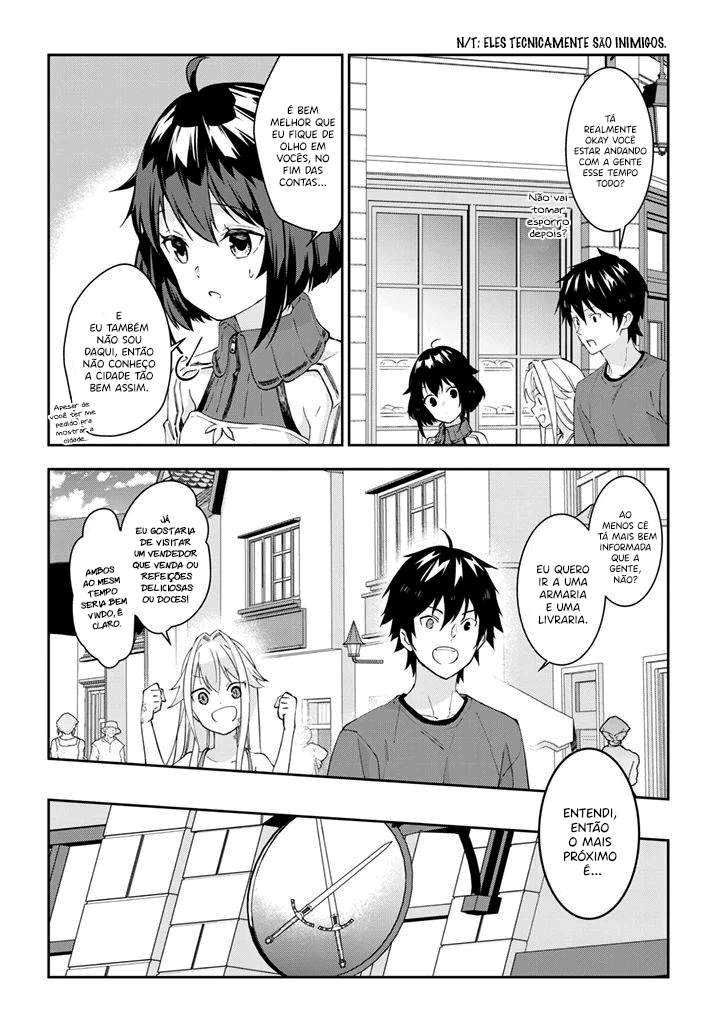 N/T: ELES TECNICAMENTE SÃO INIMIGOS.
TÁ
REALMENTE
OKAY VOCÊ
ESTAR ANDANDO
COM A GENTE
ESSE TEMPO
TODO?
Não vai
tomar
esporro
depois?
É BEM
MELHOR QUE
EU FIQUE DE
OLHO EM
VOCÊS, NO
FIM DAS
CONTAS...
E
EU TAMBÉM
NÃO SOU
DAQUI, ENTÃO
NÃO CONHEÇO
A CIDADE TÃO
BEM ASSIM.
Apesar de
você ter me
pedido pra
mostrar a
cidade.
AO
MENOS CÊ
TÁ MAIS BEM
INFORMADA
QUE A
GENTE,
NÃO?
EU QUERO
IR A UMA
ARMARIA
E UMA
LIVRARIA.
JÁ
EU GOSTARIA
DE VISITAR
UM VENDEDOR
QUE VENDA OU
REFEIÇÕES
DELICIOSAS
OU DOCES!
AMBOS
AO MESM
TEMPO
SERIA BEM
VINDO, É
CLARO.
ENTENDI,
ENTÃO
O MAIS
PRÓXIMO
É...